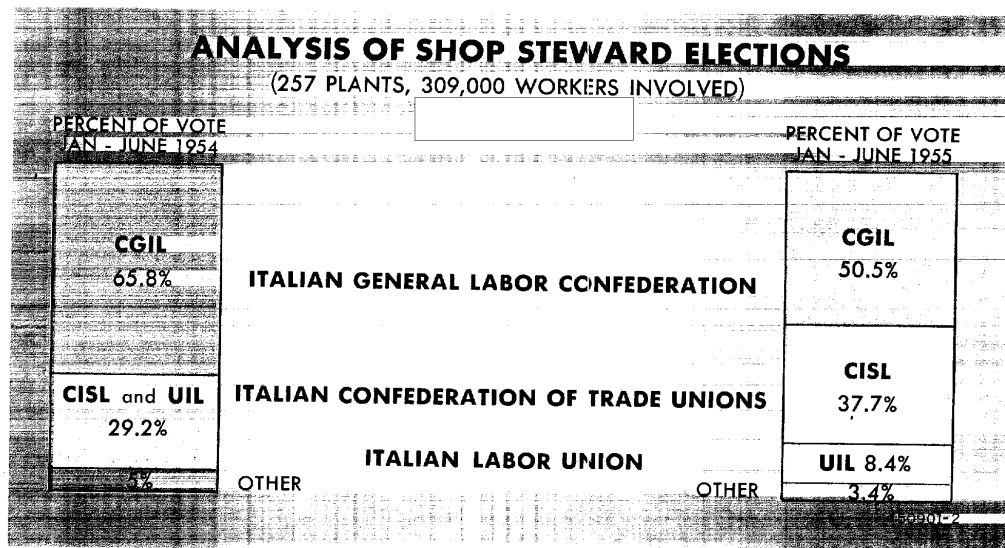 ANALYSIS OF SHOP STEWARD ELECTIONS
(257 PLANTS, 309,000 WORKERS INVOLVED)
PERCENT OF VOTE
JAN - JUNE 1954
PERCENT OF VOTE
JAN - JUNE 1955
CGIL
65.8%
ITALIAN GENERAL LABOR CONFEDERATION
CGIL
50.5%
CISL and UIL
29.2%
ITALIAN CONFEDERATION OF TRADE UNIONS
CISL
37.7%
ITALIAN LABOR UNION
UIL 8.4%
5%
OTHER
OTHER
3.4%